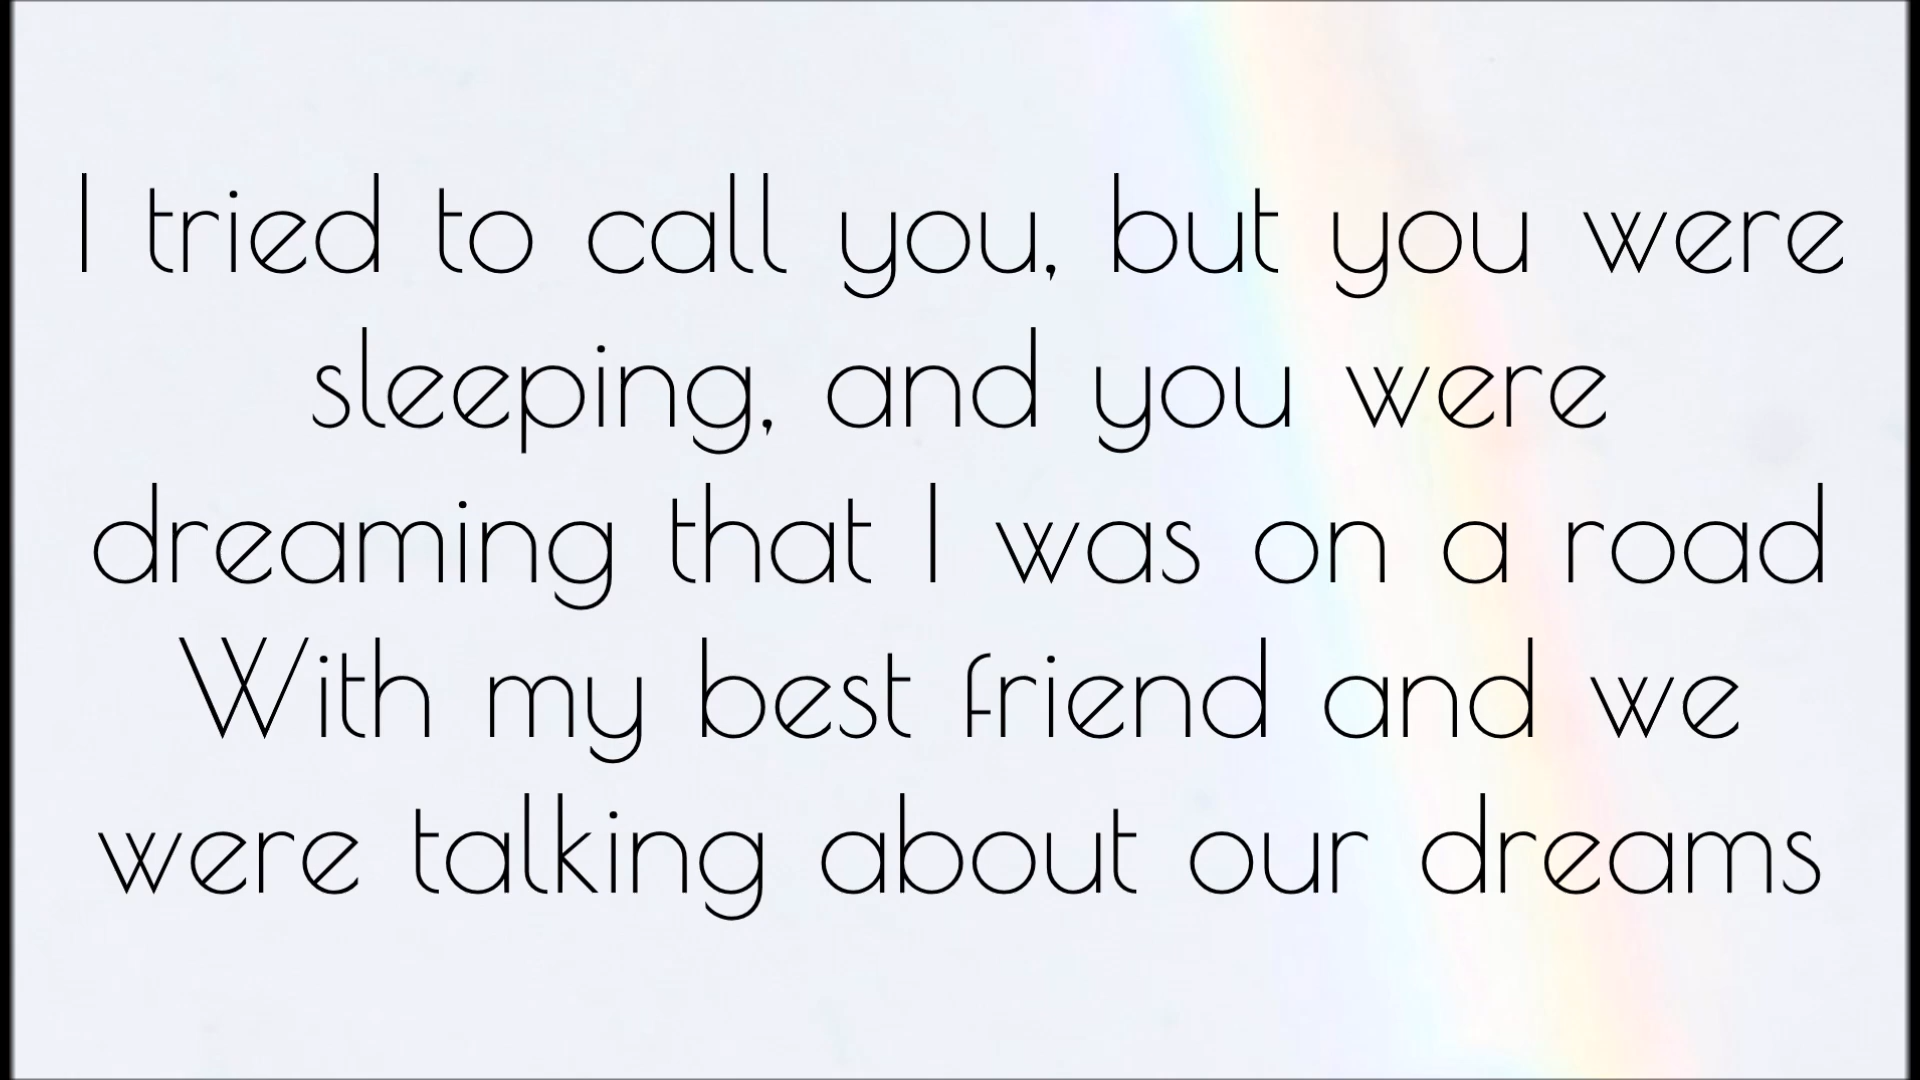 I tried to call you, but you were
sleeping, and you were
dreaming that I was on a road
With my best friend and we
were talking about our dreams